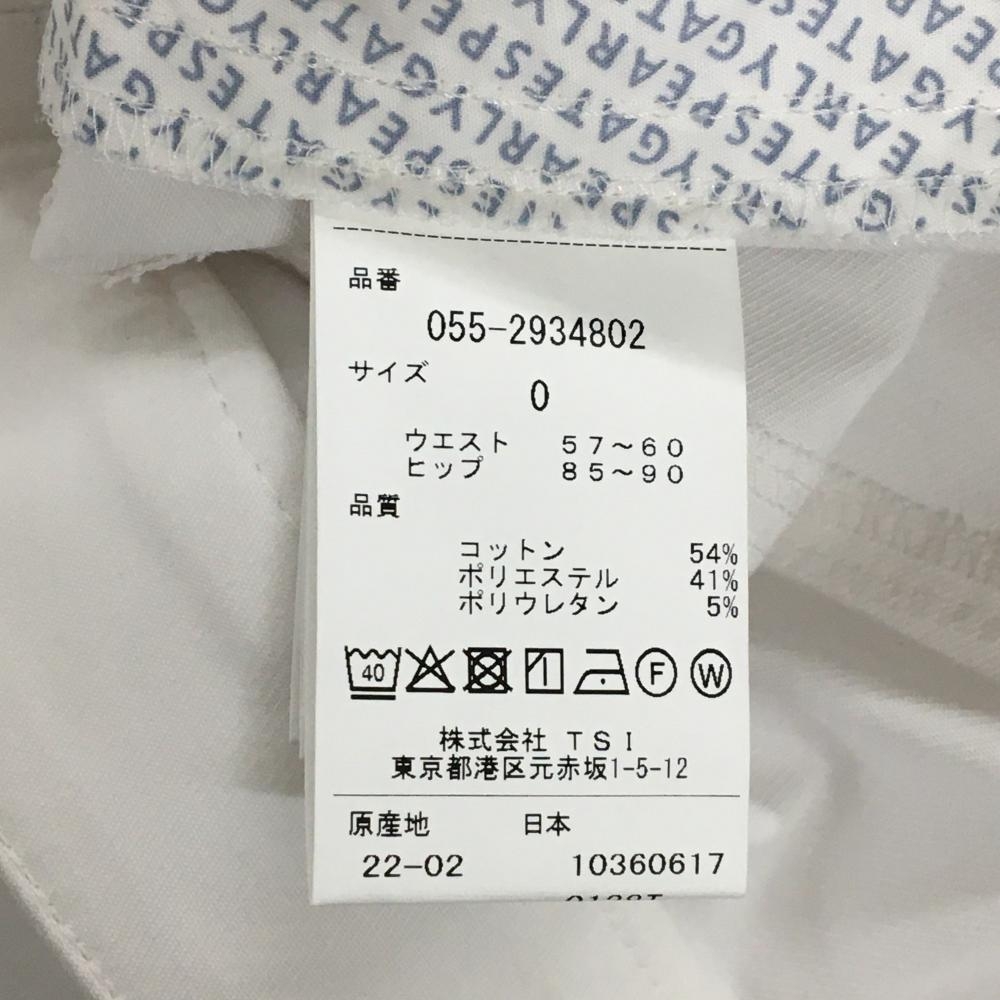 PEARLYGATES PEARLYGATES PEARLYGATES
品番
055-2934802
サイズ
0
ウエスト 57～60
ヒップ 85～90
品質
コットン 54%
ポリエステル 41%
ポリウレタン 5%
40 F W
株式会社 TSI
東京都港区元赤坂1-5-12
原産地 日本
22-02 10360617